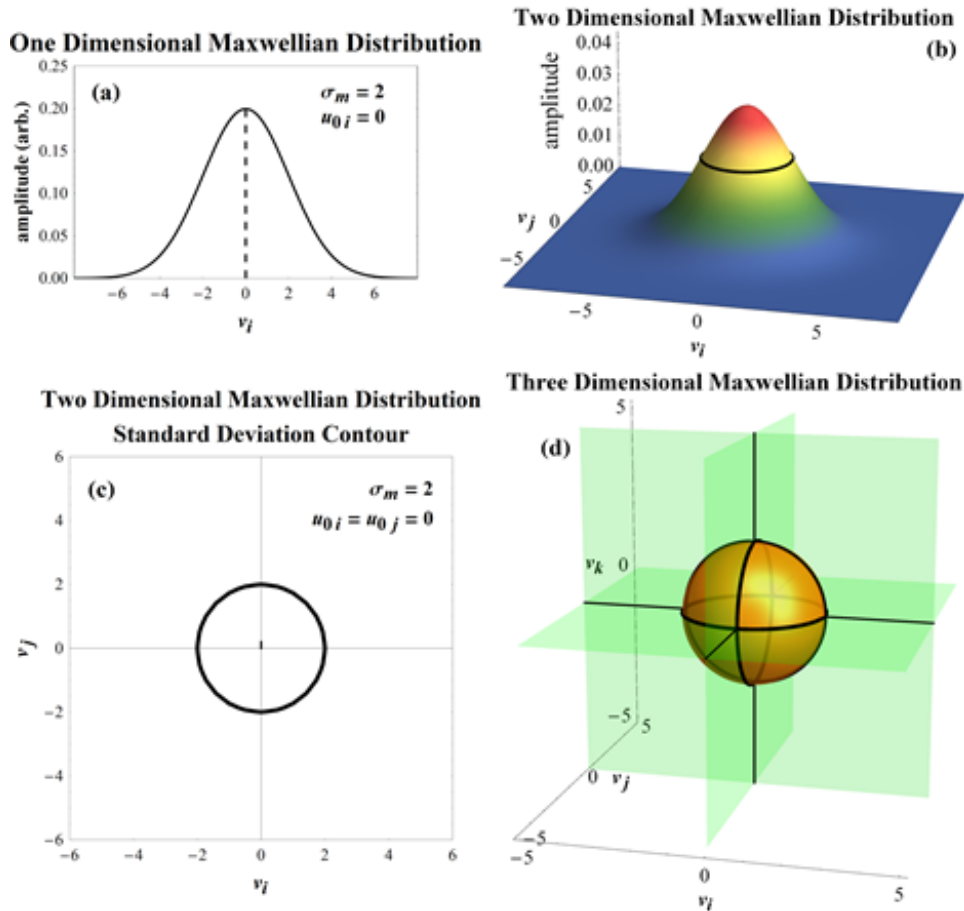 One Dimensional Maxwellian Distribution
(a)
σm = 2
u0 i = 0
amplitude (arb.)
0.25
0.20
0.15
0.10
0.05
0.00
−6 −4 −2 0 2 4 6
vi
Two Dimensional Maxwellian Distribution
(b)
amplitude
0.04
0.03
0.02
0.01
0.00
5
vj 0
−5
−5 0 5
vi
Two Dimensional Maxwellian Distribution
Standard Deviation Contour
(c)
σm = 2
u0 i = u0 j = 0
6
4
2
vj 0
−2
−4
−6
−6 −4 −2 0 2 4 6
vi
Three Dimensional Maxwellian Distribution
(d)
5
vk 0
−5
5
0 vj
−5
−5 0 5
vi